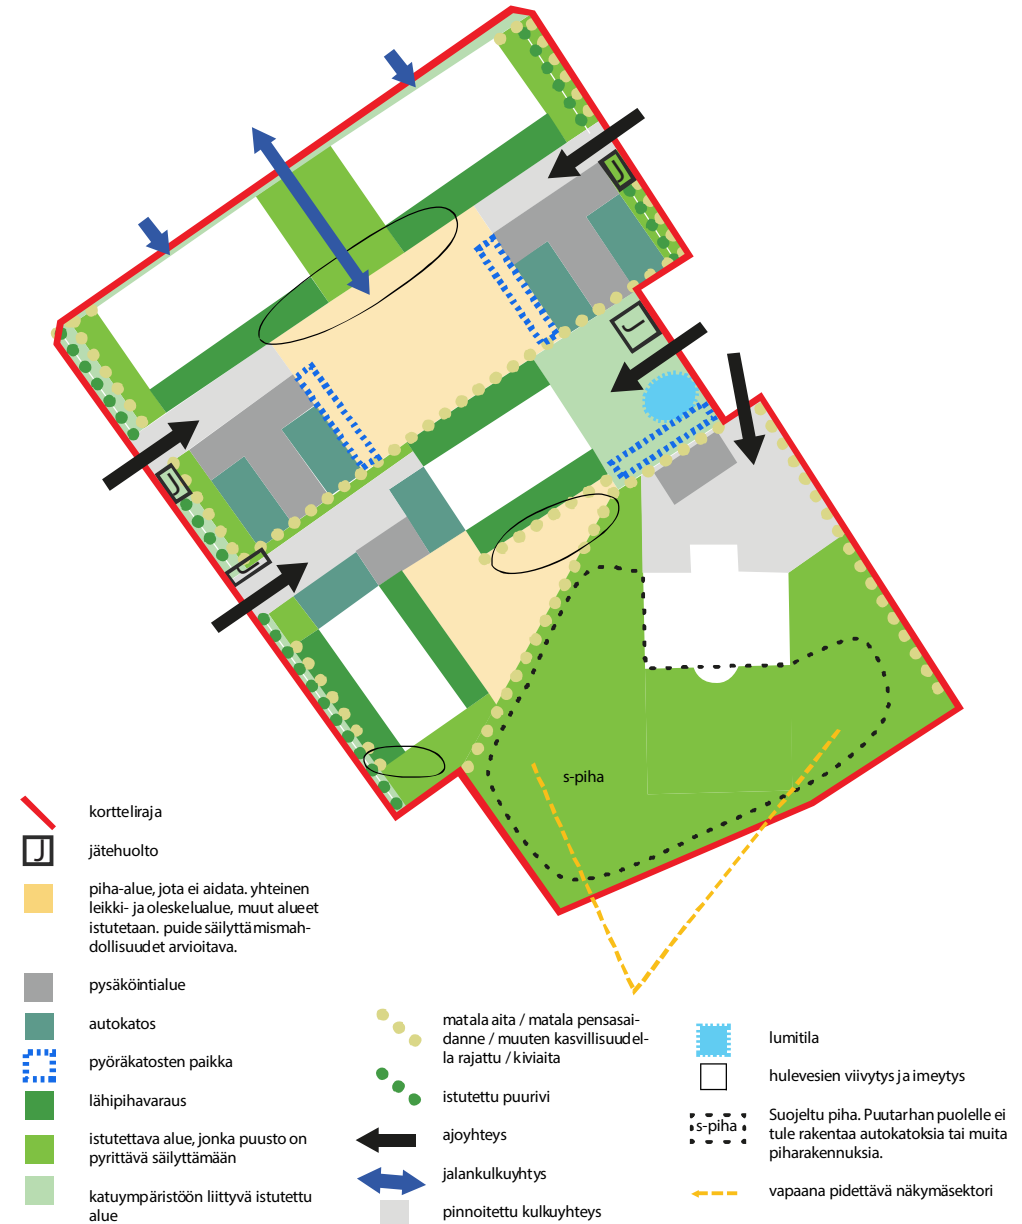 J
J
J
J
s-piha
kortteliraja
J
jätehuolto
piha-alue, jota ei aidata. yhteinen
leikki- ja oleskelualue, muut alueet
istutetaan. puide säilyttämismah-
dollisuudet arvioitava.
pysäköintialue
autokatos
pyöräkatosten paikka
lähipihavaraus
istutettava alue, jonka puusto on
pyrittävä säilyttämään
katuympäristöön liittyvä istutettu
alue
matala aita / matala pensasai-
danne / muuten kasvillisuudel-
la rajattu / kiviaita
istutettu puurivi
ajoyhteys
jalankulkuyhtys
pinnoitettu kulkuyhteys
lumitila
hulevesien viivytys ja imeytys
s-piha
Suojeltu piha. Puutarhan puolelle ei
tule rakentaa autokatoksia tai muita
piharakennuksia.
vapaana pidettävä näkymäsektori